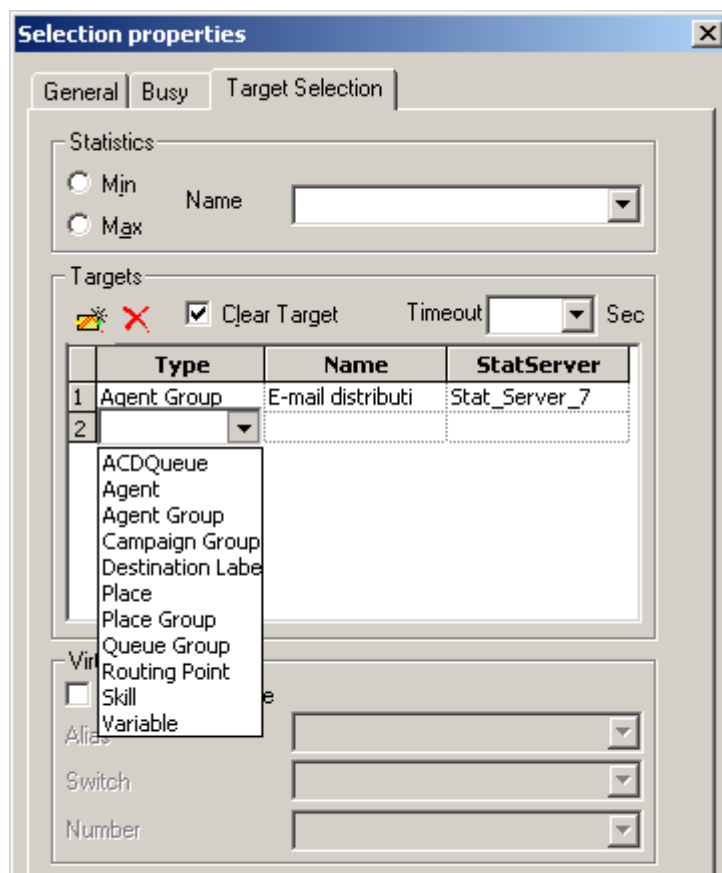 Selection properties
General Busy Target Selection
Statistics
Min
Name
Max
Targets
Clear Target Timeout Sec
Type Name StatServer
1 Agent Group E-mail distributi Stat_Server_7
2
ACDQueue
Agent
Agent Group
Campaign Group
Destination Labe
Place
Place Group
Queue Group
Routing Point
Skill
Variable
Virt
e
Alias
Switch
Number